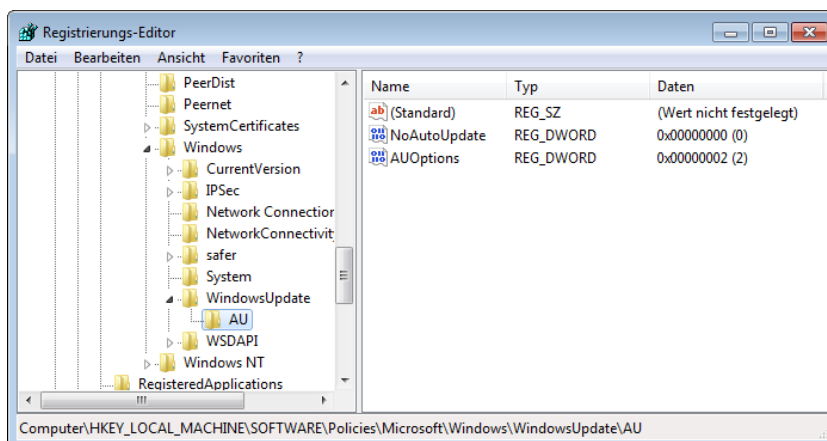 Registrierungs-Editor
Datei Bearbeiten Ansicht Favoriten ?
PeerDist
Peernet
SystemCertificates
Windows
CurrentVersion
IPSec
Network Connection
NetworkConnectivit
safer
System
WindowsUpdate
AU
WSDAPI
Windows NT
RegisteredApplications
Name Typ Daten
(Standard) REG_SZ (Wert nicht festgelegt)
NoAutoUpdate REG_DWORD 0x00000000 (0)
AUOptions REG_DWORD 0x00000002 (2)
Computer\HKEY_LOCAL_MACHINE\SOFTWARE\Policies\Microsoft\Windows\WindowsUpdate\AU